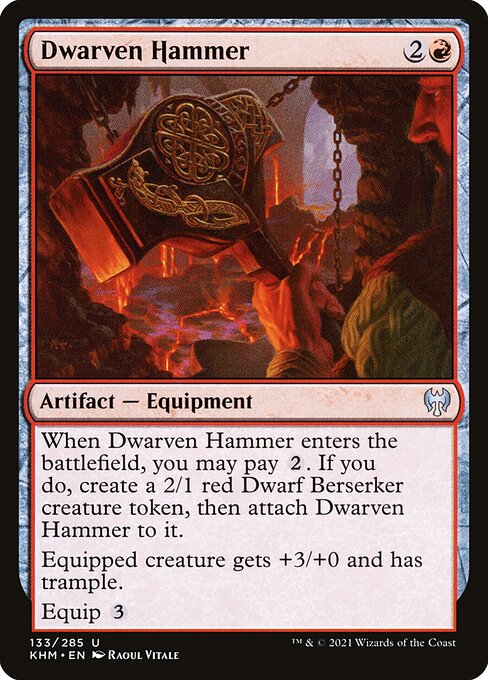 Dwarven Hammer 2
Artifact — Equipment
When Dwarven Hammer enters the
battlefield, you may pay 2. If you
do, create a 2/1 red Dwarf Berserker
creature token, then attach Dwarven
Hammer to it.
Equipped creature gets +3/+0 and has
trample.
Equip 3
133/285 U
™ & © 2021 Wizards of the Coast
KHM • EN Raoul Vitale